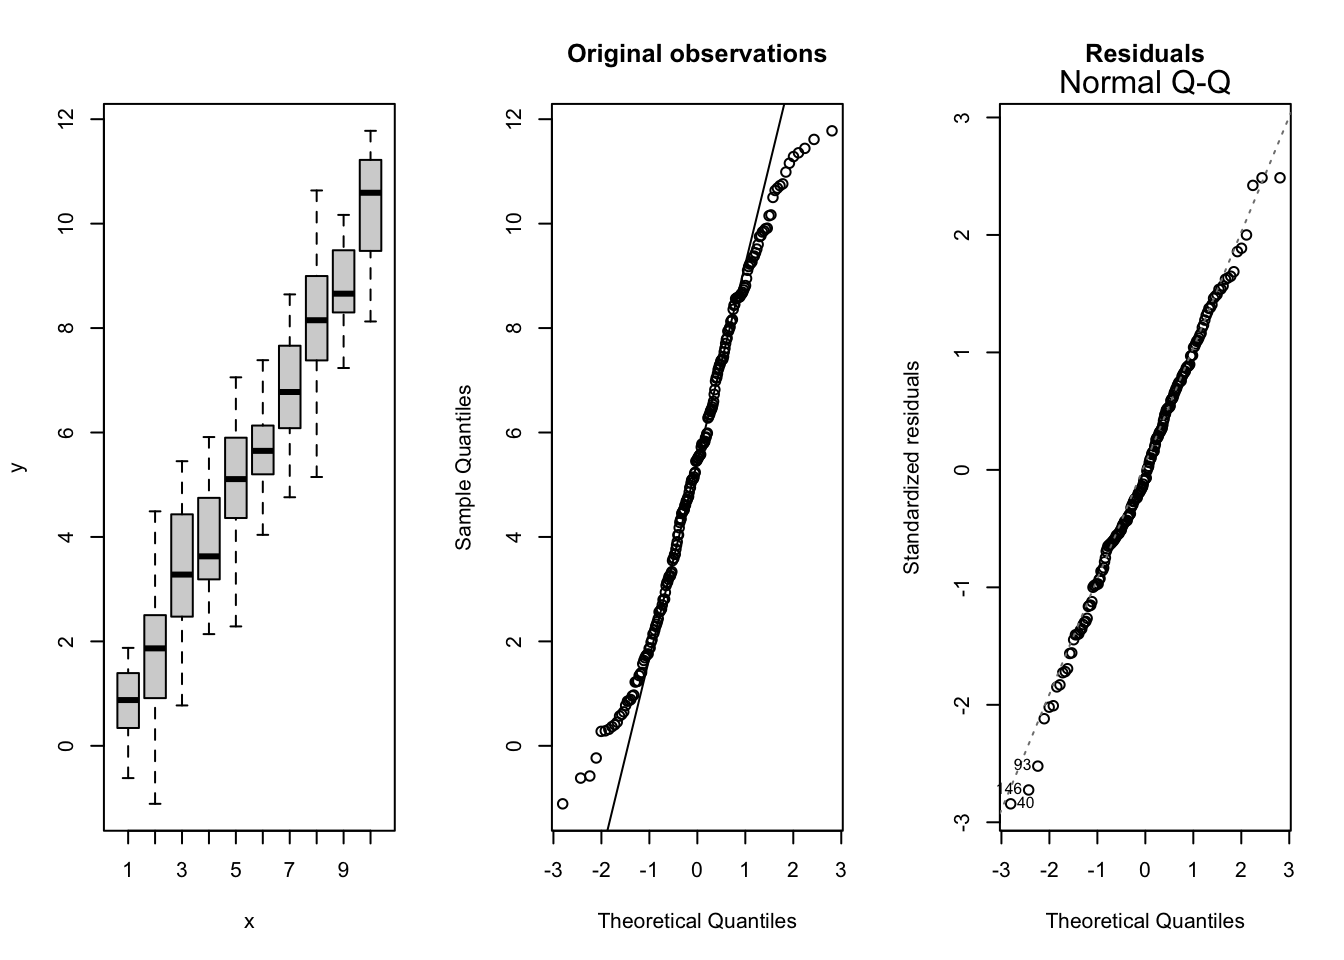 y
12
10
8
6
4
2
0
1 3 5 7 9
x
Original observations
Sample Quantiles
12
10
8
6
4
2
0
-3 -2 -1 0 1 2 3
Theoretical Quantiles
Residuals
Normal Q-Q
Standardized residuals
3
2
1
0
-1
-2
-3
93
146
40
-3 -2 -1 0 1 2 3
Theoretical Quantiles